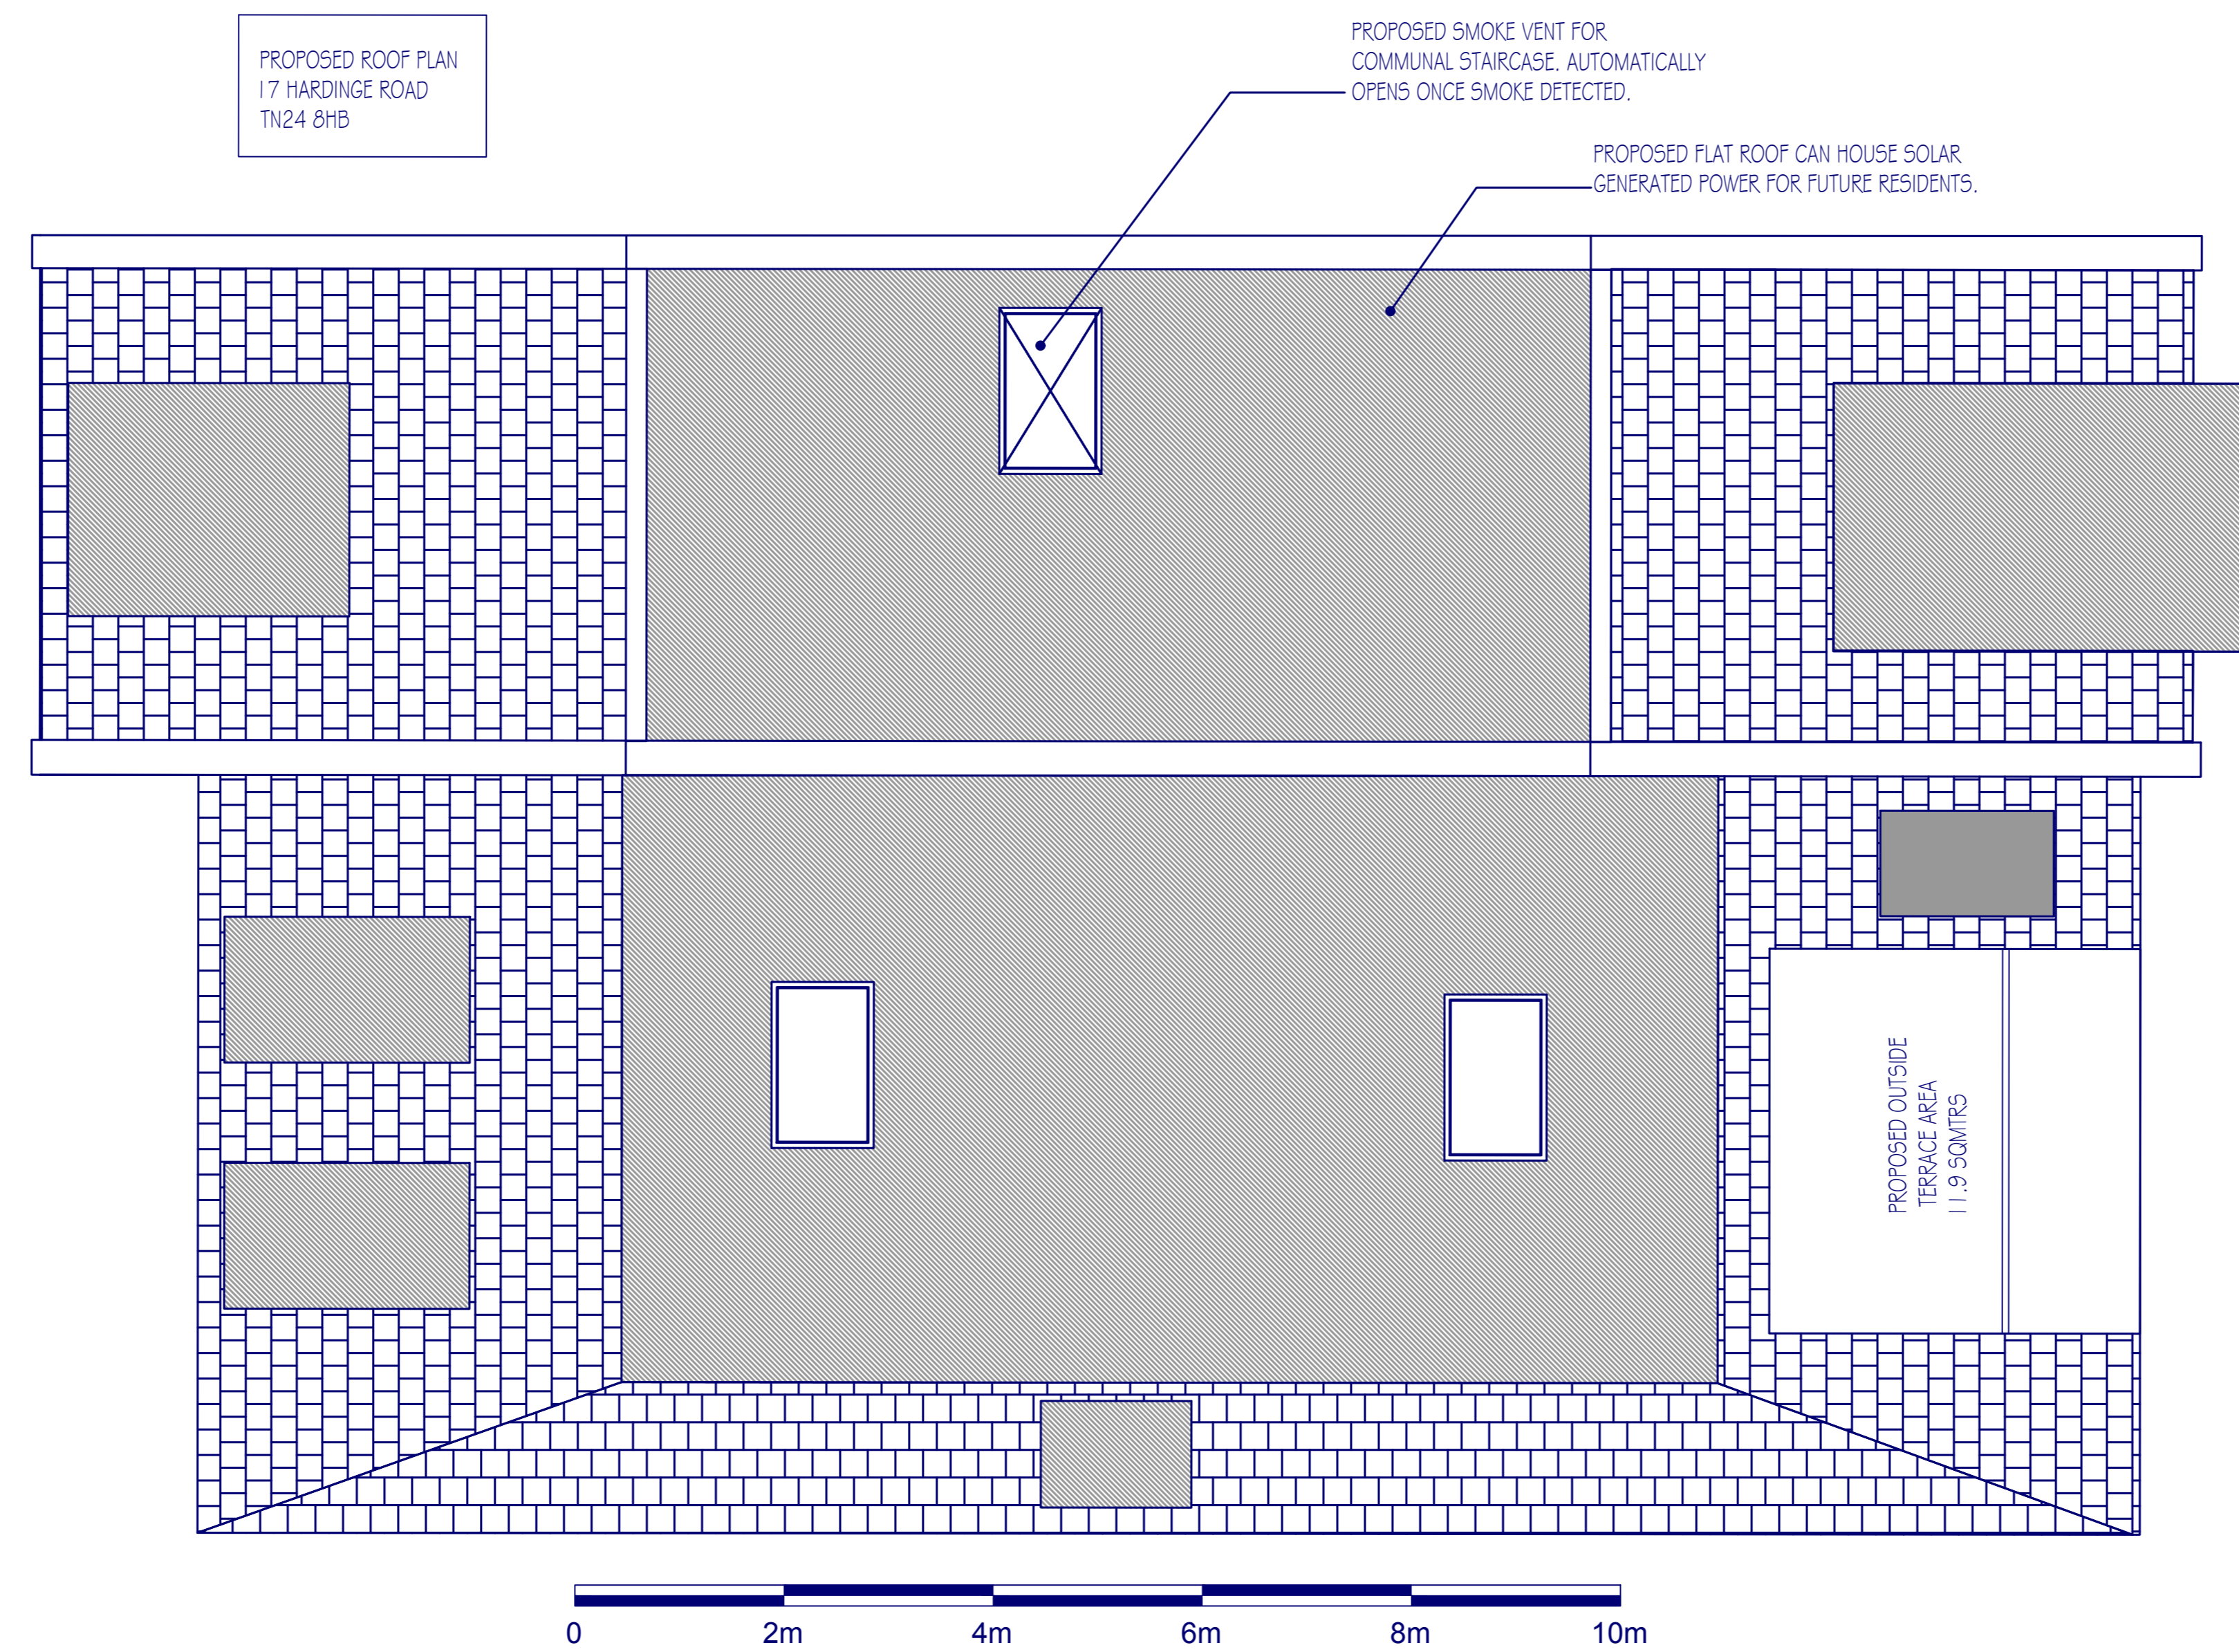 PROPOSED ROOF PLAN
17 HARDINGE ROAD
TN24 8HB
PROPOSED SMOKE VENT FOR
COMMUNAL STAIRCASE. AUTOMATICALLY
OPENS ONCE SMOKE DETECTED.
PROPOSED FLAT ROOF CAN HOUSE SOLAR
GENERATED POWER FOR FUTURE RESIDENTS.
PROPOSED OUTSIDE
TERRACE AREA
11.9 SQMTRS
0 2m 4m 6m 8m 10m